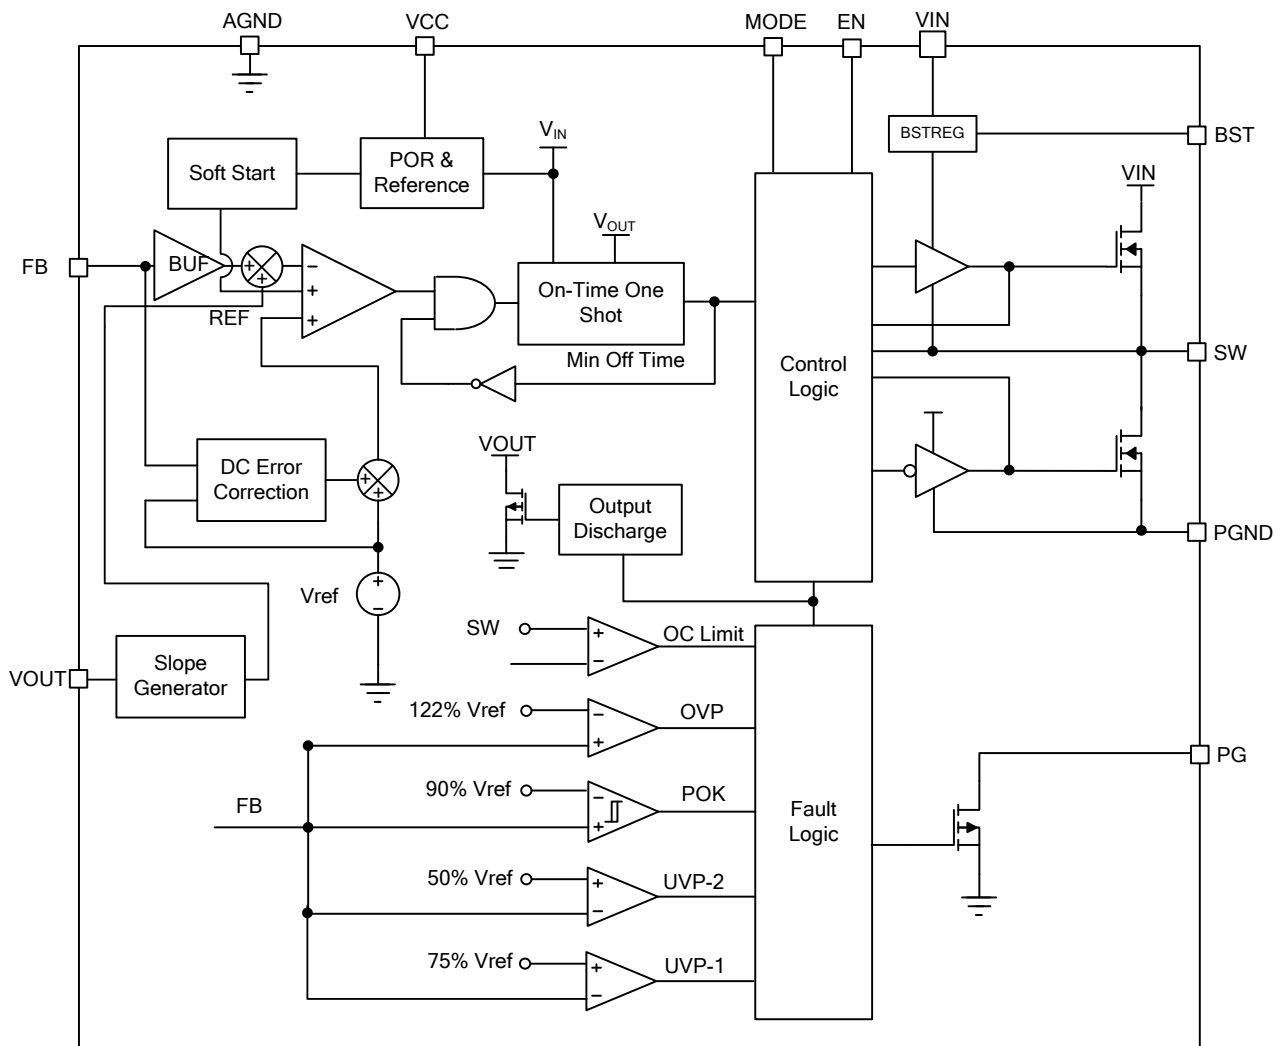 AGND
VCC
MODE
EN
VIN
BSTREG
BST
V_IN
POR &
Reference
Soft Start
VIN
V_OUT
FB
BUF
+
+
−
+
+
REF
On-Time One
Shot
Min Off Time
Control
Logic
SW
DC Error
Correction
+
+
VOUT
Output
Discharge
PGND
Vref
+
−
SW
+
−
OC Limit
VOUT
Slope
Generator
122% Vref
−
+
OVP
PG
90% Vref
−
+
POK
FB
Fault
Logic
50% Vref
+
−
UVP-2
75% Vref
+
−
UVP-1